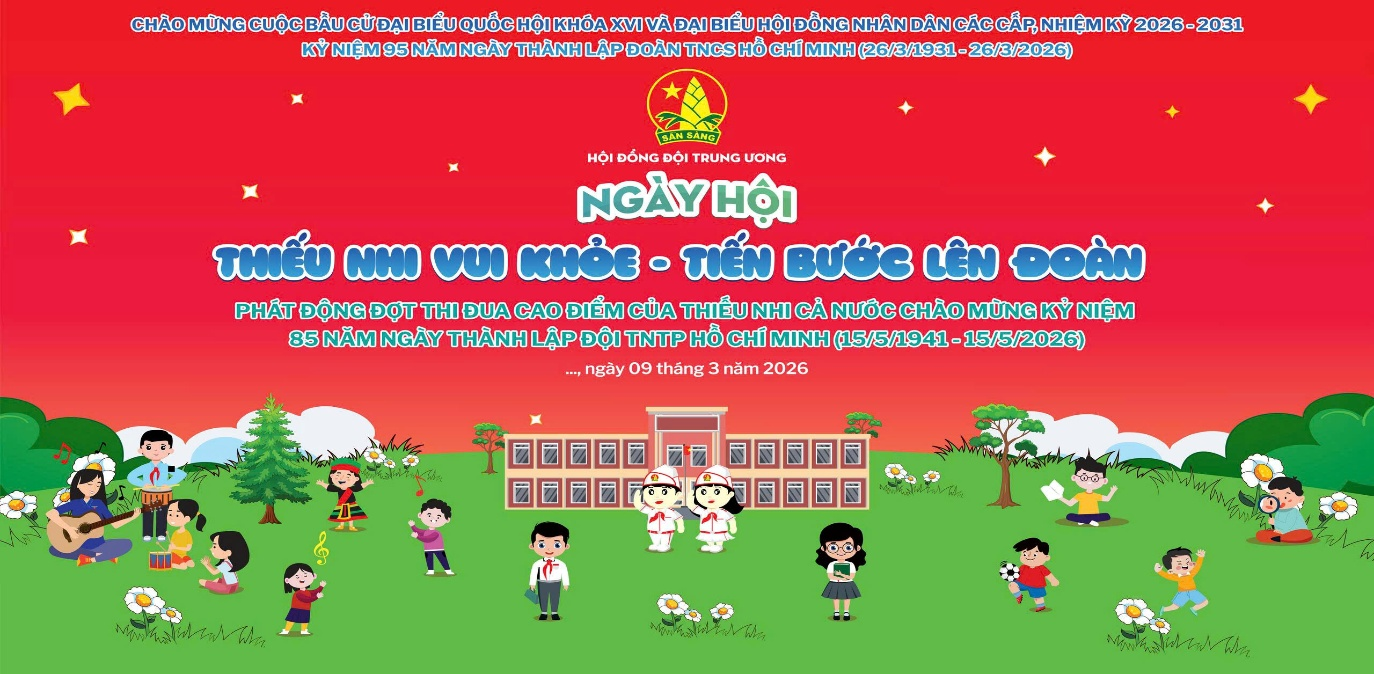 CHÀO MỪNG CUỘC BẦU CỬ ĐẠI BIỂU QUỐC HỘI KHÓA XVI VÀ ĐẠI BIỂU HỘI ĐỒNG NHÂN DÂN CÁC CẤP, NHIỆM KỲ 2026 - 2031
KỶ NIỆM 95 NĂM NGÀY THÀNH LẬP ĐOÀN TNCS HỒ CHÍ MINH (26/3/1931 - 26/3/2026)
SẴN SÀNG
HỘI ĐỒNG ĐỘI TRUNG ƯƠNG
NGÀY HỘI
THIẾU NHI VUI KHỎE - TIẾN BƯỚC LÊN ĐOÀN
PHÁT ĐỘNG ĐỢT THI ĐUA CAO ĐIỂM CỦA THIẾU NHI CẢ NƯỚC CHÀO MỪNG KỶ NIỆM
85 NĂM NGÀY THÀNH LẬP ĐỘI TNTP HỒ CHÍ MINH (15/5/1941 - 15/5/2026)
..., ngày 09 tháng 3 năm 2026